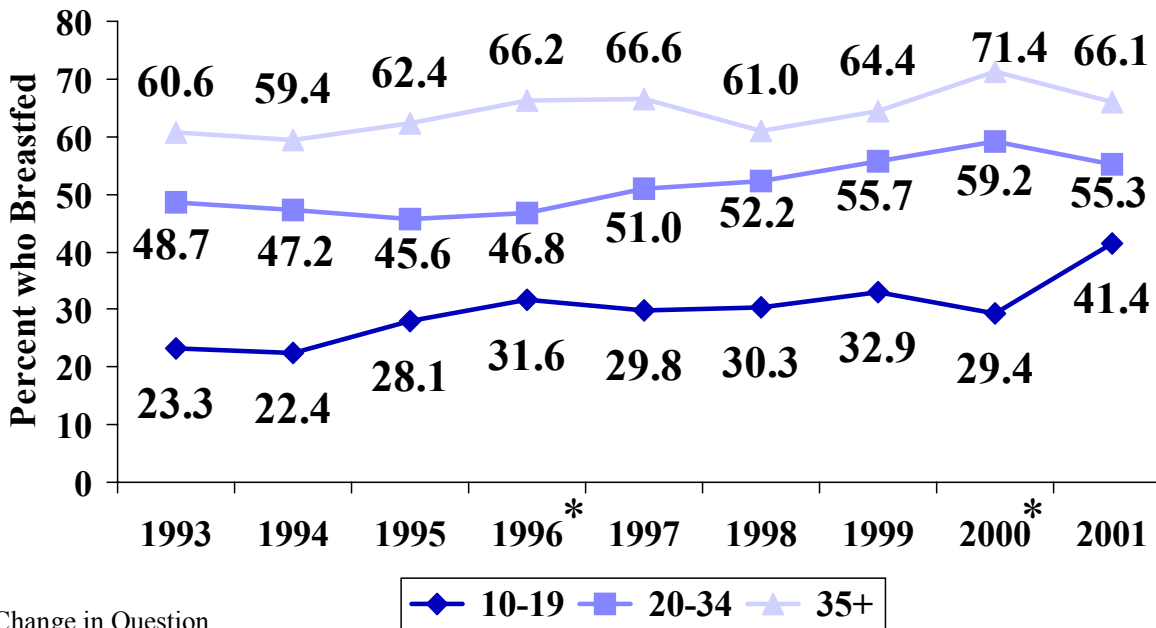 Percent who Breastfed
80
70
60
50
40
30
20
10
0
60.6 59.4 62.4 66.2 66.6 61.0 64.4 71.4 66.1
48.7 47.2 45.6 46.8 51.0 52.2 55.7 59.2 55.3
23.3 22.4 28.1 31.6 29.8 30.3 32.9 29.4 41.4
1993 1994 1995 1996* 1997 1998 1999 2000* 2001
10-19 20-34 35+
Change in Question